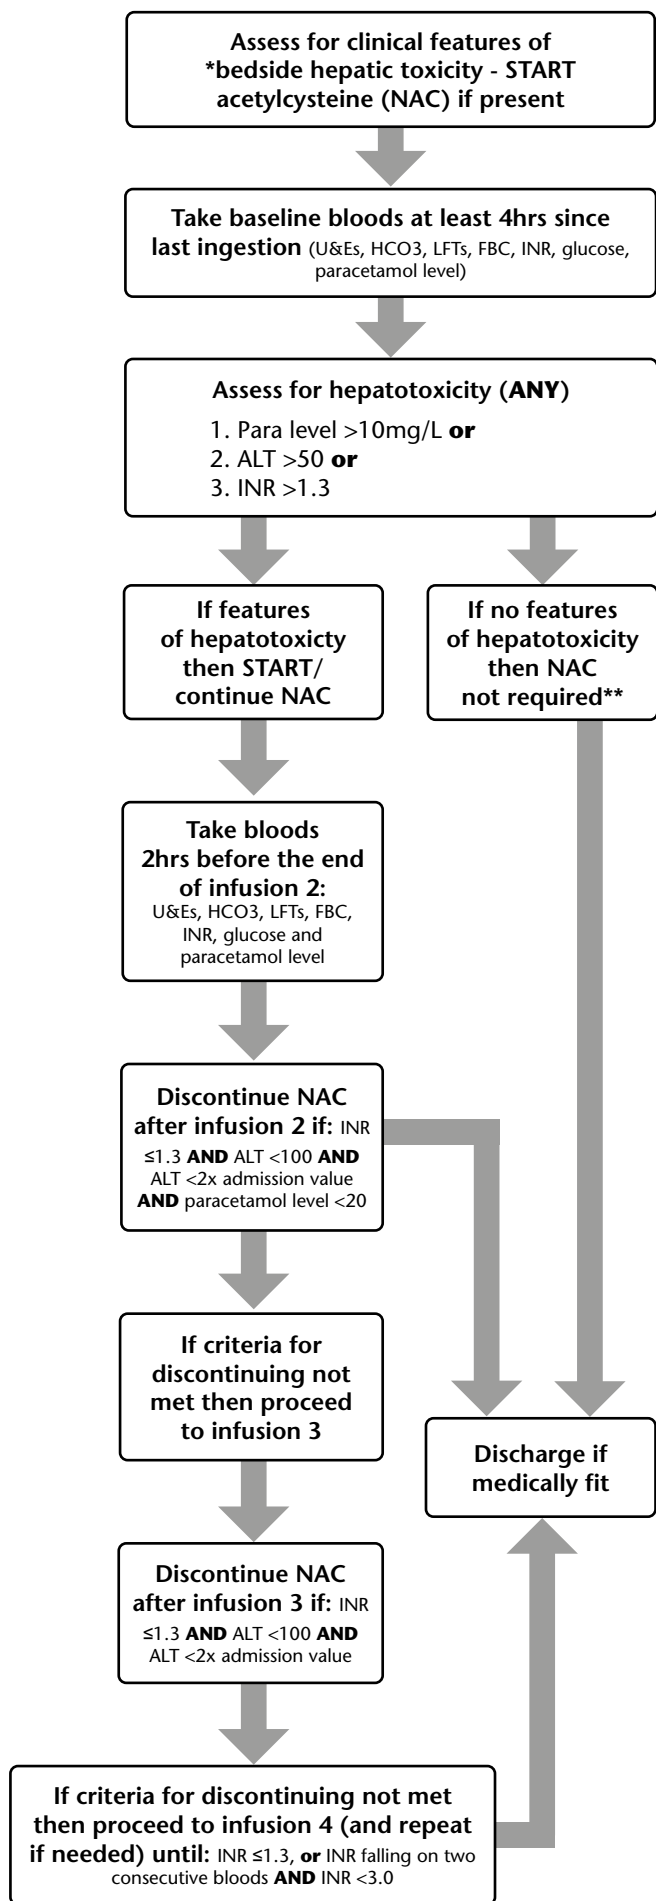 Assess for clinical features of
*bedside hepatic toxicity - START
acetylcysteine (NAC) if present
Take baseline bloods at least 4hrs since
last ingestion (U&Es, HCO3, LFTs, FBC, INR, glucose,
paracetamol level)
Assess for hepatotoxicity (ANY)
1. Para level >10mg/L or
2. ALT >50 or
3. INR >1.3
If features
of hepatotoxicty
then START/
continue NAC
If no features
of hepatotoxicity
then NAC
not required**
Take bloods
2hrs before the end
of infusion 2:
U&Es, HCO3, LFTs, FBC,
INR, glucose and
paracetamol level
Discontinue NAC
after infusion 2 if: INR
≤1.3 AND ALT <100 AND
ALT <2x admission value
AND paracetamol level <20
If criteria for
discontinuing not
met then proceed
to infusion 3
Discharge if
medically fit
Discontinue NAC
after infusion 3 if: INR
≤1.3 AND ALT <100 AND
ALT <2x admission value
If criteria for discontinuing not met
then proceed to infusion 4 (and repeat
if needed) until: INR ≤1.3, or INR falling on two
consecutive bloods AND INR <3.0